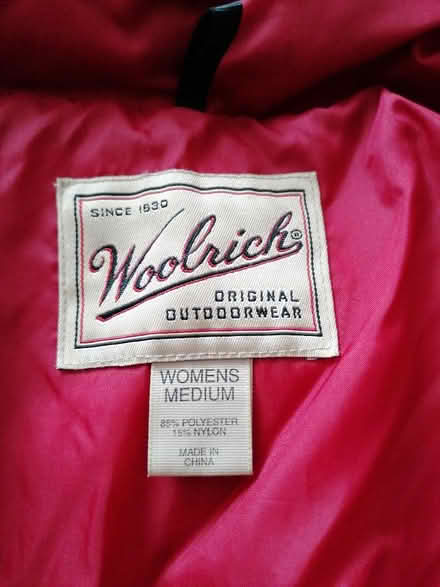 SINCE 1830
Woolrich®
ORIGINAL
OUTDOORWEAR
WOMENS
MEDIUM
85% POLYESTER
15% NYLON
MADE IN
CHINA